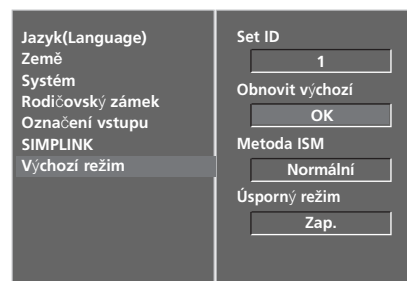 Jazyk(Language)
Země
Systém
Rodičovský zámek
Označení vstupu
SIMPLINK
Výchozí režim
Set ID
1
Obnovit výchozí
OK
Metoda ISM
Normální
Úsporný režim
Zap.